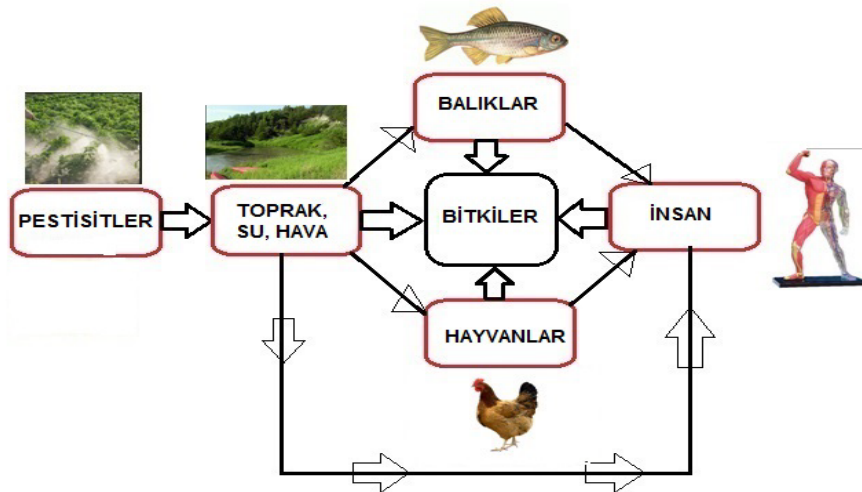 BALIKLAR
PESTİSİTLER
TOPRAK,
SU, HAVA
BİTKİLER
İNSAN
HAYVANLAR